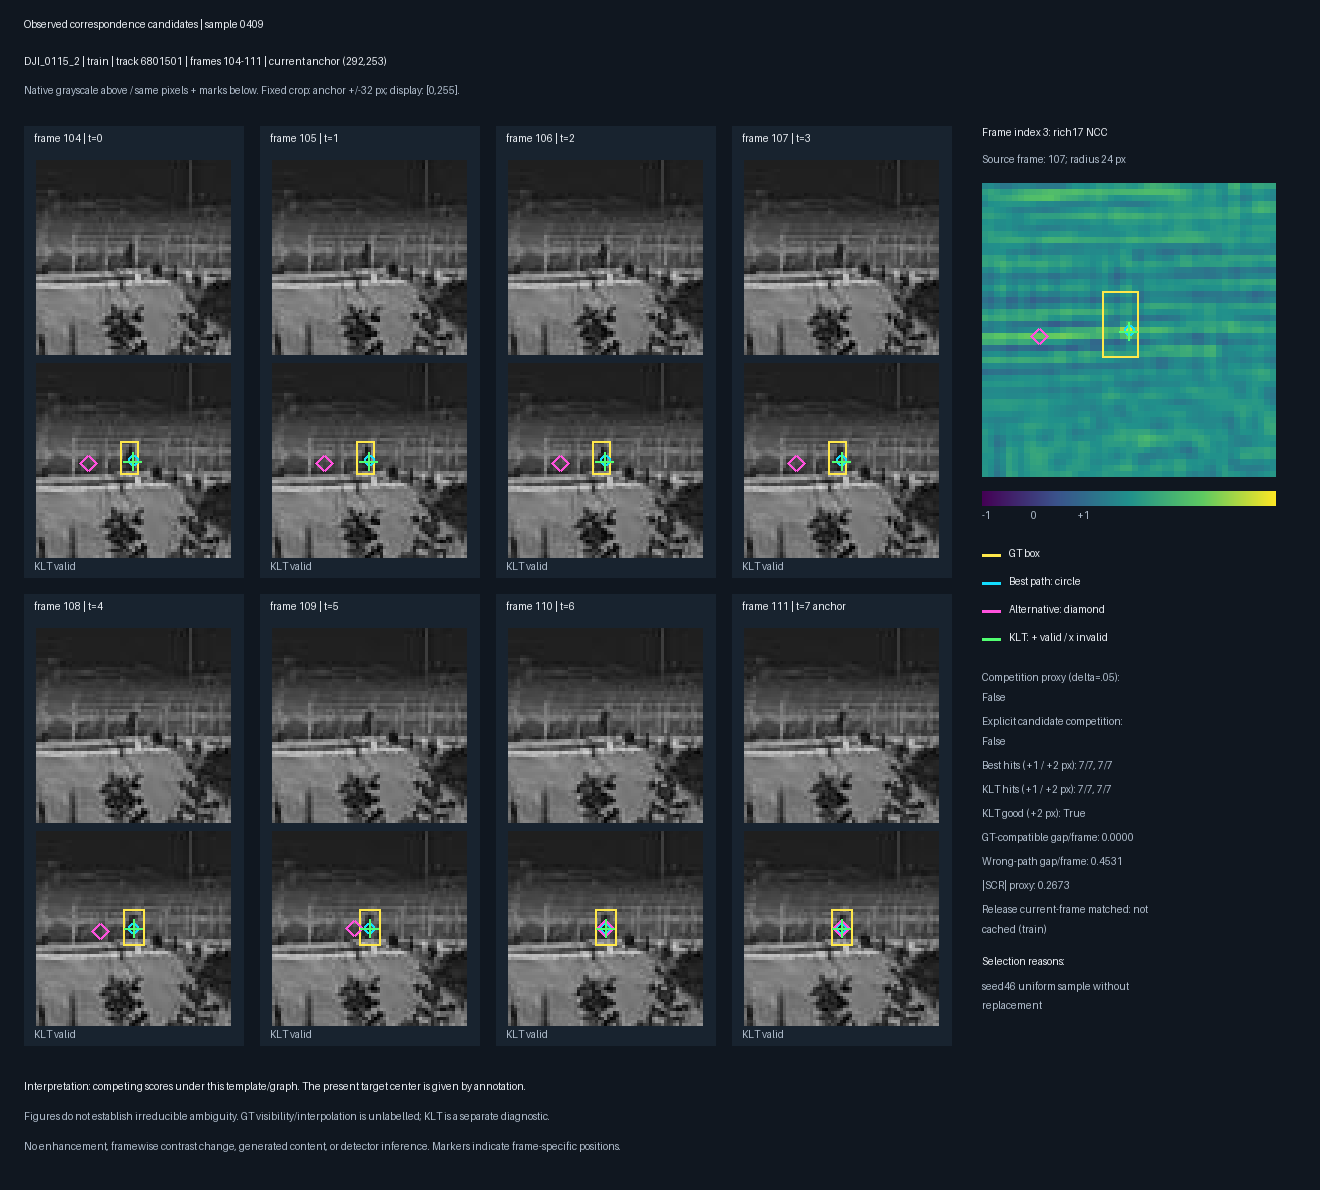 Observed correspondence candidates | sample 0409
DJI_0115_2 | train | track 6801501 | frames 104-111 | current anchor (292,253)
Native grayscale above / same pixels + marks below. Fixed crop: anchor +/-32 px; display: [0,255].
frame 104 | t=0
frame 105 | t=1
frame 106 | t=2
frame 107 | t=3
KLT valid
KLT valid
KLT valid
KLT valid
frame 108 | t=4
frame 109 | t=5
frame 110 | t=6
frame 111 | t=7 anchor
KLT valid
KLT valid
KLT valid
KLT valid
Frame index 3: rich17 NCC
Source frame: 107; radius 24 px
-1 0 +1
GT box
Best path: circle
Alternative: diamond
KLT: + valid / x invalid
Competition proxy (delta=.05):
False
Explicit candidate competition:
False
Best hits (+1 / +2 px): 7/7, 7/7
KLT hits (+1 / +2 px): 7/7, 7/7
KLT good (+2 px): True
GT-compatible gap/frame: 0.0000
Wrong-path gap/frame: 0.4531
|SCR| proxy: 0.2673
Release current-frame matched: not
cached (train)
Selection reasons:
seed46 uniform sample without
replacement
Interpretation: competing scores under this template/graph. The present target center is given by annotation.
Figures do not establish irreducible ambiguity. GT visibility/interpolation is unlabelled; KLT is a separate diagnostic.
No enhancement, framewise contrast change, generated content, or detector inference. Markers indicate frame-specific positions.